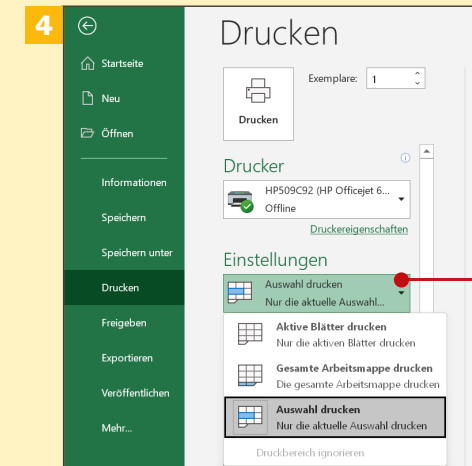 4
Drucken
Startseite
Neu
Öffnen
Informationen
Speichern
Speichern unter
Drucken
Freigeben
Exportieren
Veröffentlichen
Mehr...
Exemplare: 1
Drucken
Drucker
HP509C92 (HP Officejet 6...
Offline
Druckereigenschaften
Einstellungen
Auswahl drucken
Nur die aktuelle Auswahl...
Aktive Blätter drucken
Nur die aktiven Blätter drucken
Gesamte Arbeitsmappe drucken
Die gesamte Arbeitsmappe drucken
Auswahl drucken
Nur die aktuelle Auswahl drucken
Druckbereich ignorieren